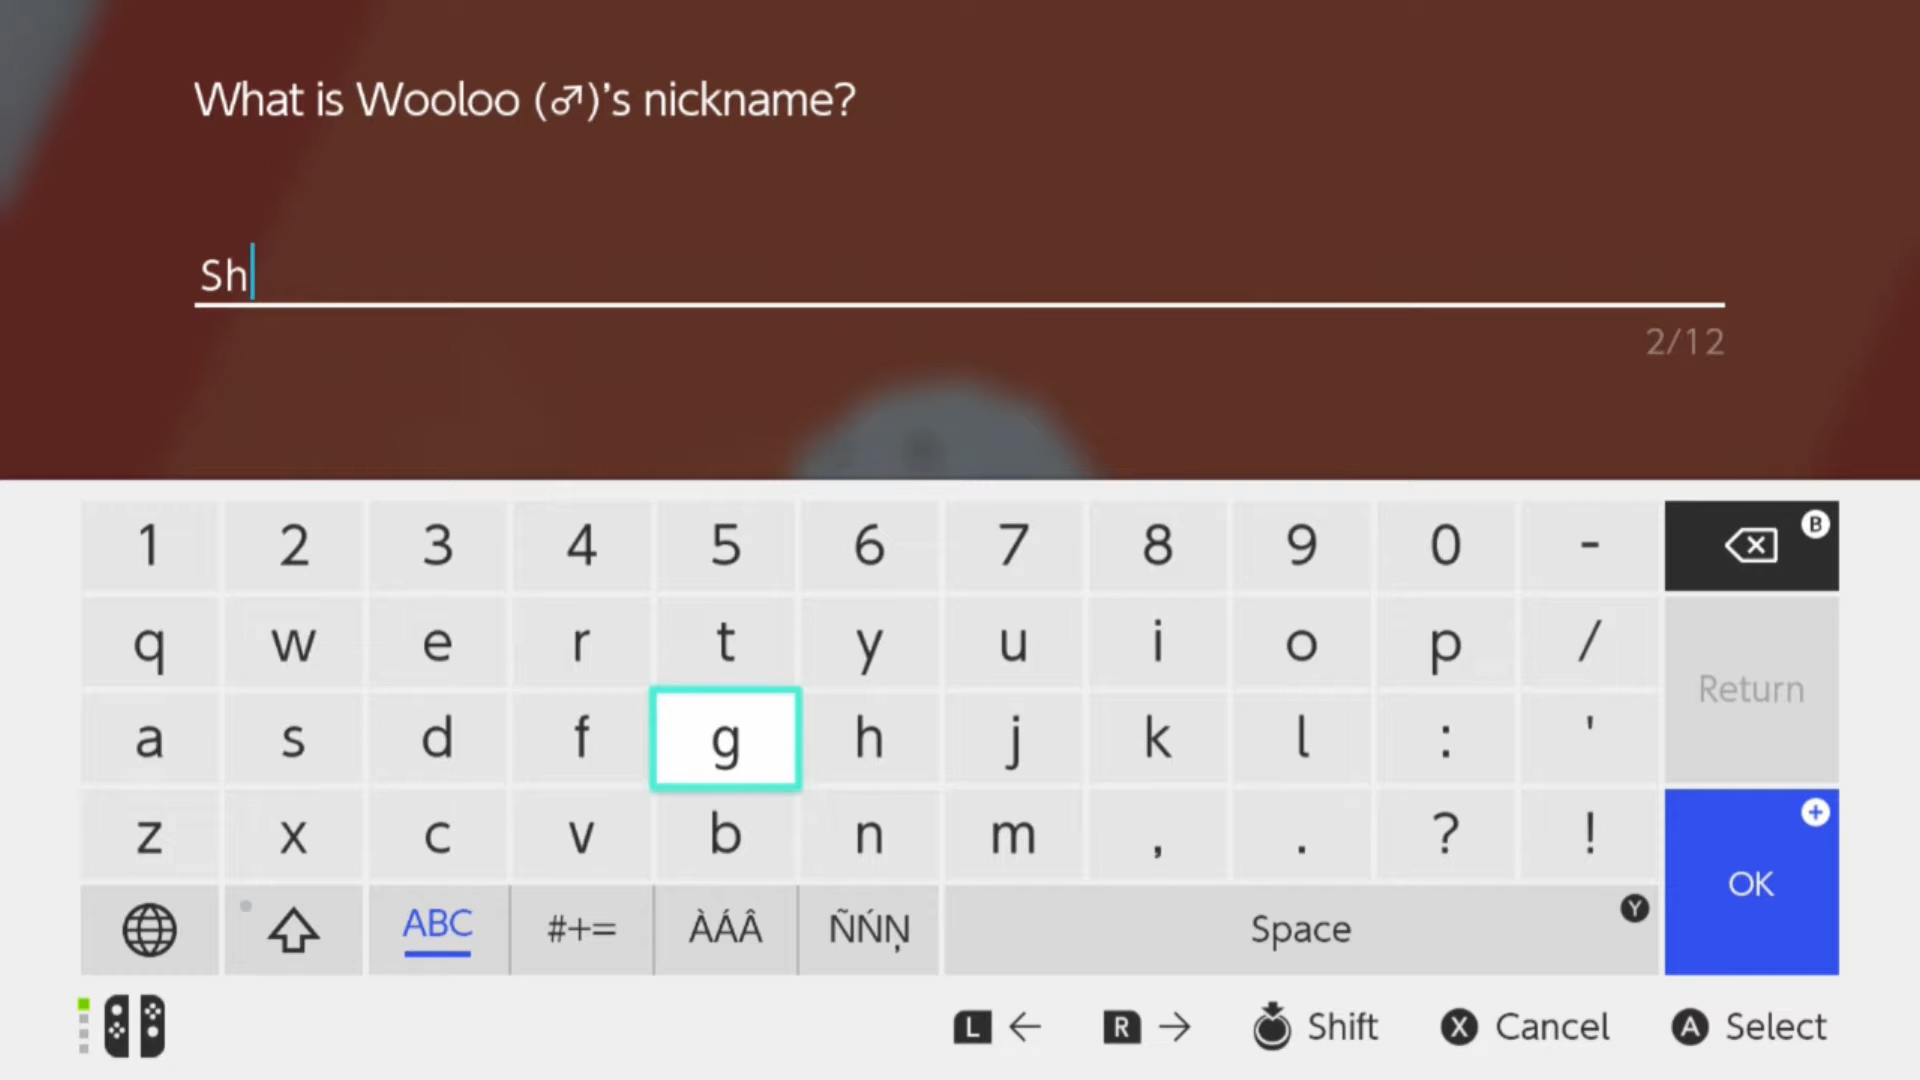 What is Wooloo (♂)'s nickname?
Sh
2/12
1 2 3 4 5 6 7 8 9 0 - B
q w e r t y u i o p / Return
a s d f g h j k l : '
z x c v b n m , . ? ! + OK
ABC #+= ÀÁÂ ÑŃŅ Space Y
L ← R → Shift X Cancel A Select